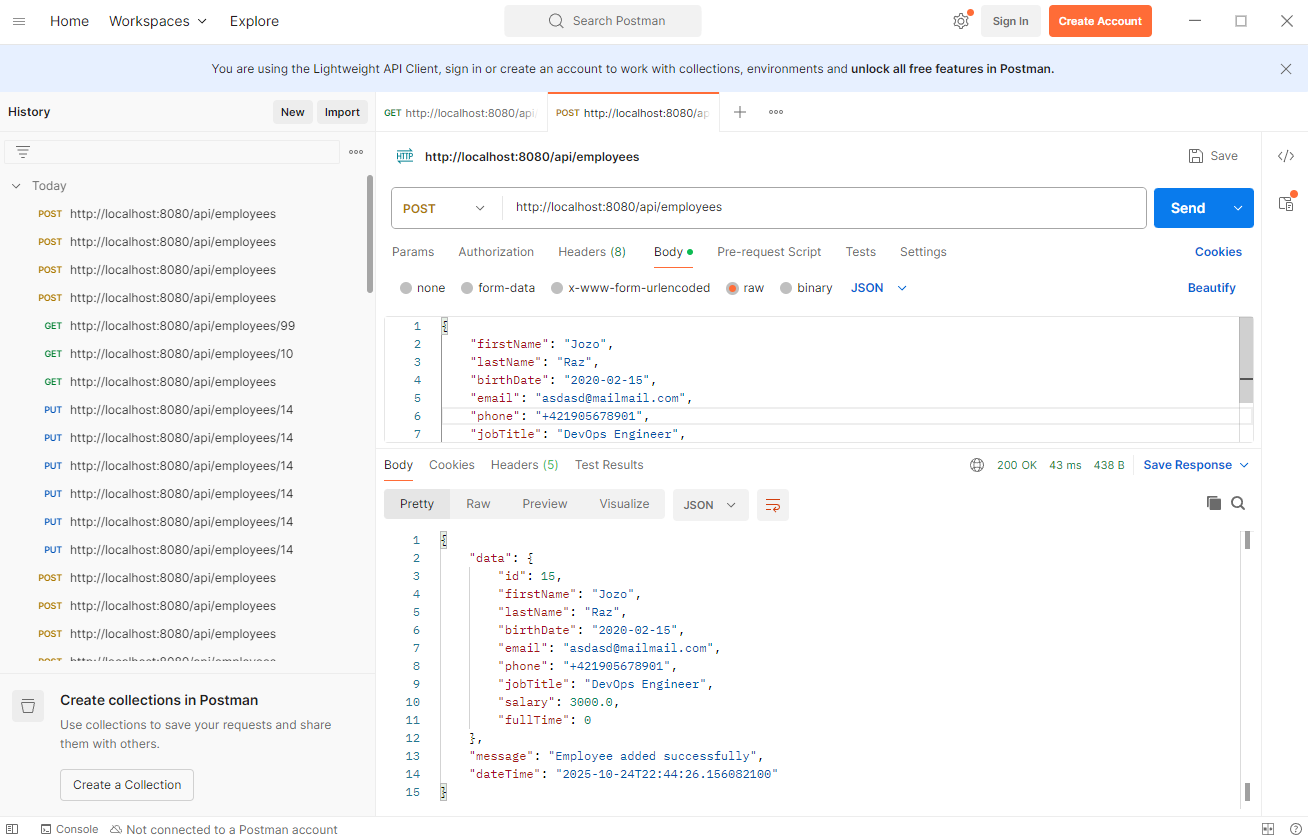 Home Workspaces Explore Search Postman Sign In Create Account
You are using the Lightweight API Client, sign in or create an account to work with collections, environments and unlock all free features in Postman.
History New Import
GET http://localhost:8080/api/
POST http://localhost:8080/ap
HTTP http://localhost:8080/api/employees Save
Today
POST http://localhost:8080/api/employees
POST http://localhost:8080/api/employees
POST http://localhost:8080/api/employees
POST http://localhost:8080/api/employees
GET http://localhost:8080/api/employees/99
GET http://localhost:8080/api/employees/10
GET http://localhost:8080/api/employees
PUT http://localhost:8080/api/employees/14
PUT http://localhost:8080/api/employees/14
PUT http://localhost:8080/api/employees/14
PUT http://localhost:8080/api/employees/14
PUT http://localhost:8080/api/employees/14
PUT http://localhost:8080/api/employees/14
POST http://localhost:8080/api/employees
POST http://localhost:8080/api/employees
POST http://localhost:8080/api/employees
POST http://localhost:8080/api/employees
Create collections in Postman
Use collections to save your requests and share
them with others.
Create a Collection
POST http://localhost:8080/api/employees Send
Params Authorization Headers (8) Body Pre-request Script Tests Settings Cookies
none form-data x-www-form-urlencoded raw binary JSON Beautify
1 {
2 "firstName": "Jozo",
3 "lastName": "Raz",
4 "birthDate": "2020-02-15",
5 "email": "asdasd@mailmail.com",
6 "phone": "+421905678901",
7 "jobTitle": "DevOps Engineer",
Body Cookies Headers (5) Test Results 200 OK 43 ms 438 B Save Response
Pretty Raw Preview Visualize JSON
1 {
2 "data": {
3 "id": 15,
4 "firstName": "Jozo",
5 "lastName": "Raz",
6 "birthDate": "2020-02-15",
7 "email": "asdasd@mailmail.com",
8 "phone": "+421905678901",
9 "jobTitle": "DevOps Engineer",
10 "salary": 3000.0,
11 "fullTime": 0
12 },
13 "message": "Employee added successfully",
14 "dateTime": "2025-10-24T22:44:26.156082100"
15 }
Console Not connected to a Postman account